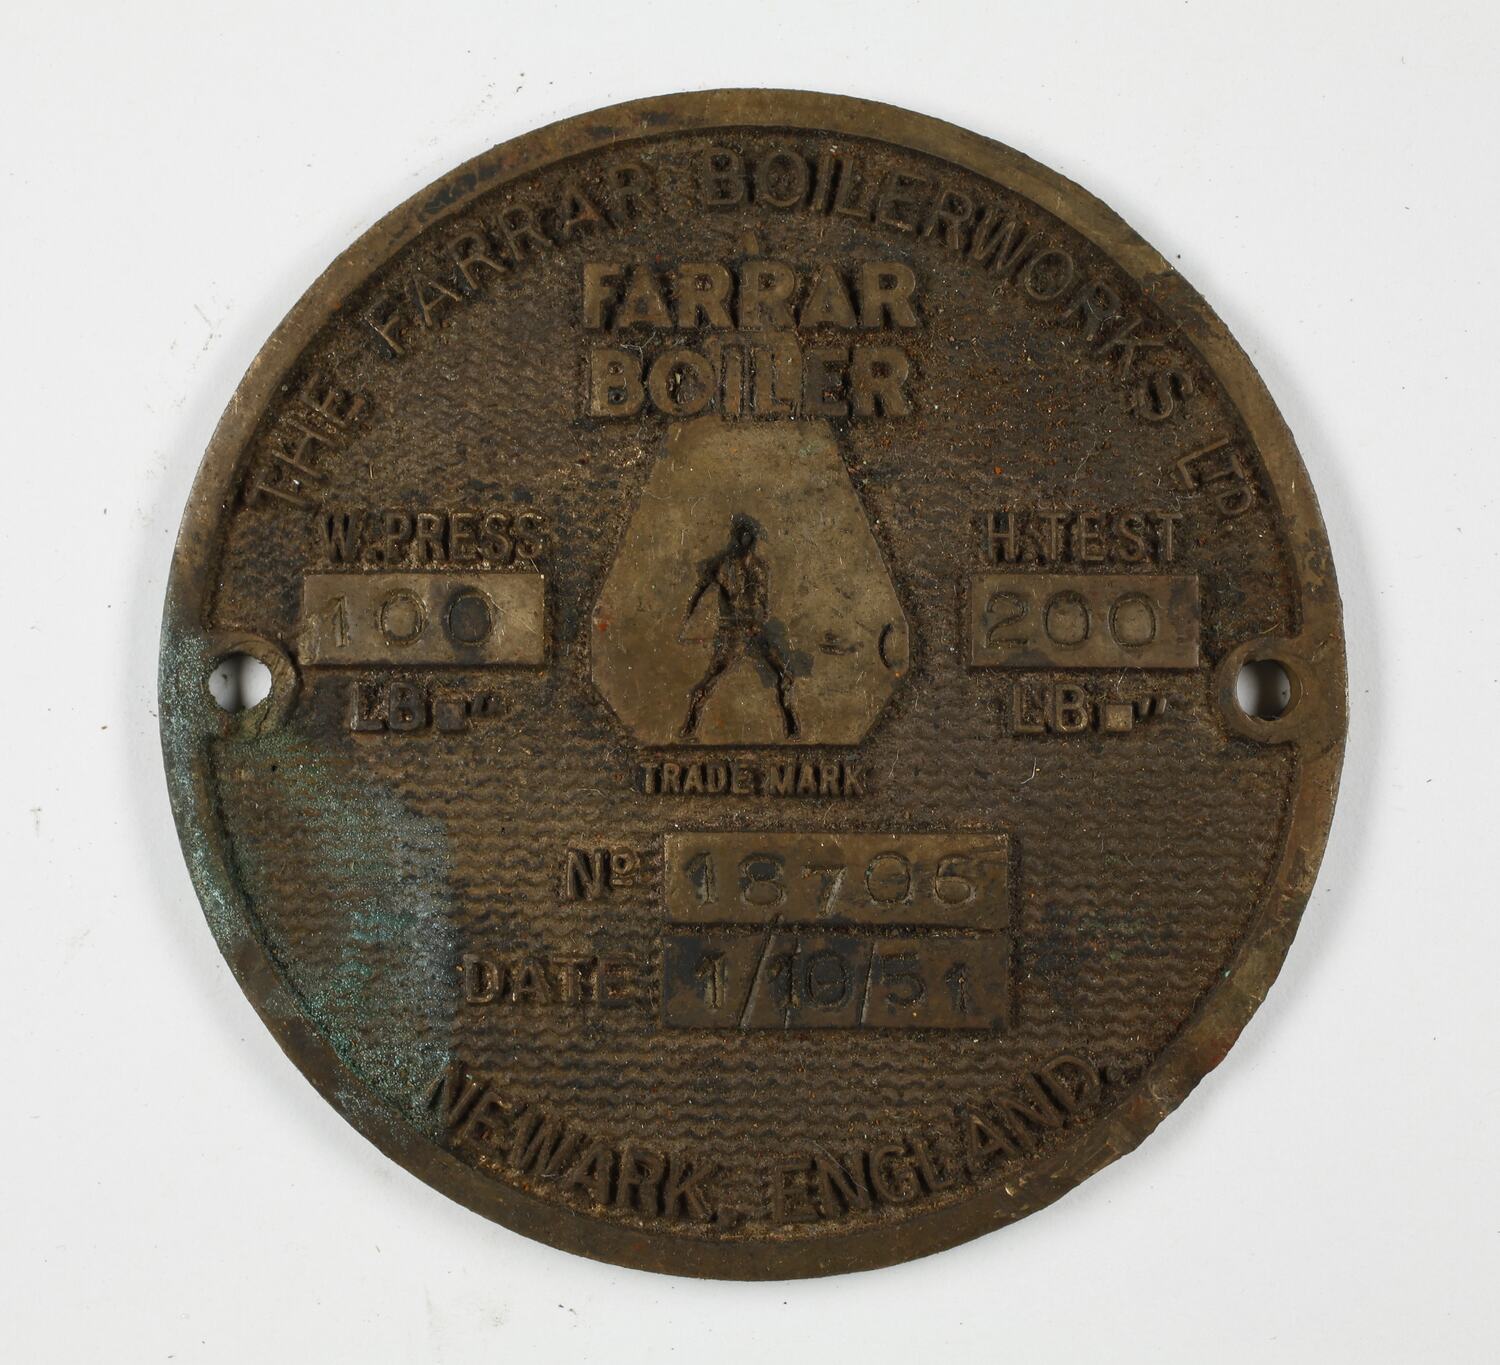 THE FARRAR BOILERWORKS LTD
FARRAR
BOILER
W.PRESS
100
LB□"
H.TEST
200
LB□"
TRADE MARK
No 18706
DATE 1/10/51
NEWARK, ENGLAND.